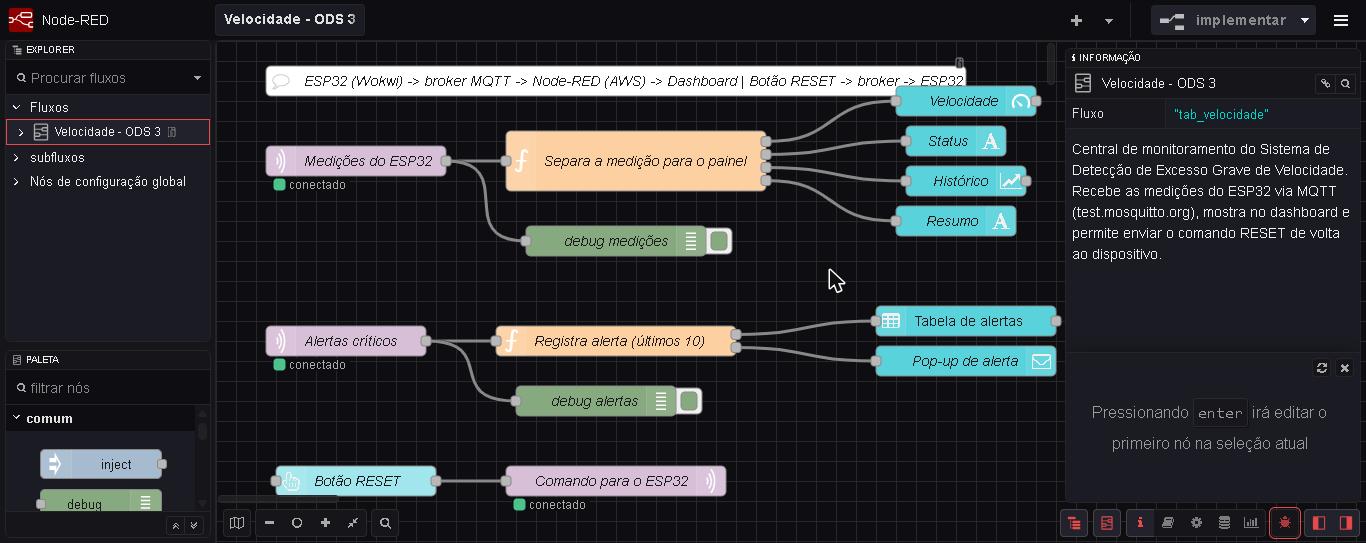 Node-RED
Velocidade - ODS 3
implementar
EXPLORER
Procurar fluxos
Fluxos
Velocidade - ODS 3
subfluxos
Nós de configuração global
PALETA
filtrar nós
comum
inject
debug
ESP32 (Wokwi) -> broker MQTT -> Node-RED (AWS) -> Dashboard | Botão RESET -> broker -> ESP32
Medições do ESP32
conectado
Separa a medição para o painel
Velocidade
Status
Histórico
Resumo
debug medições
Alertas críticos
conectado
Registra alerta (últimos 10)
Tabela de alertas
Pop-up de alerta
debug alertas
Botão RESET
Comando para o ESP32
conectado
INFORMAÇÃO
Velocidade - ODS 3
Fluxo "tab_velocidade"
Central de monitoramento do Sistema de
Detecção de Excesso Grave de Velocidade.
Recebe as medições do ESP32 via MQTT
(test.mosquitto.org), mostra no dashboard e
permite enviar o comando RESET de volta
ao dispositivo.
Pressionando enter irá editar o
primeiro nó na seleção atual